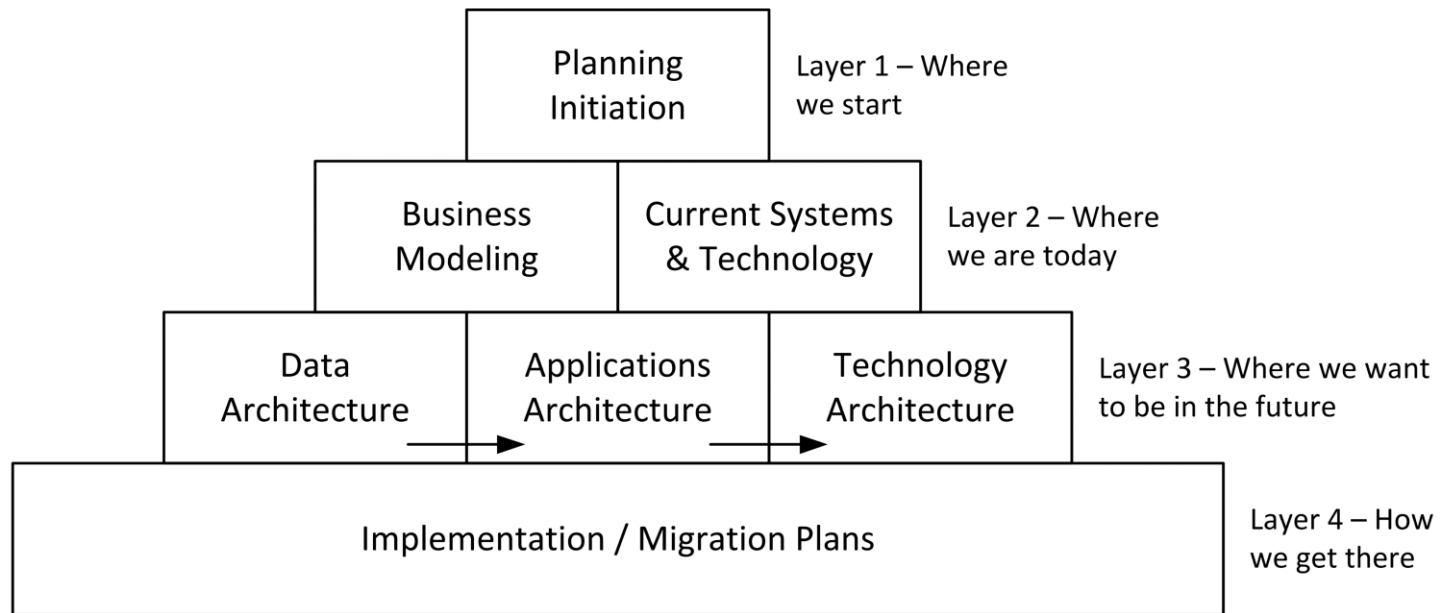 Planning
Initiation
Layer 1 – Where
we start
Business
Modeling
Current Systems
& Technology
Layer 2 – Where
we are today
Data
Architecture
Applications
Architecture
Technology
Architecture
Layer 3 – Where we want
to be in the future
Implementation / Migration Plans
Layer 4 – How
we get there